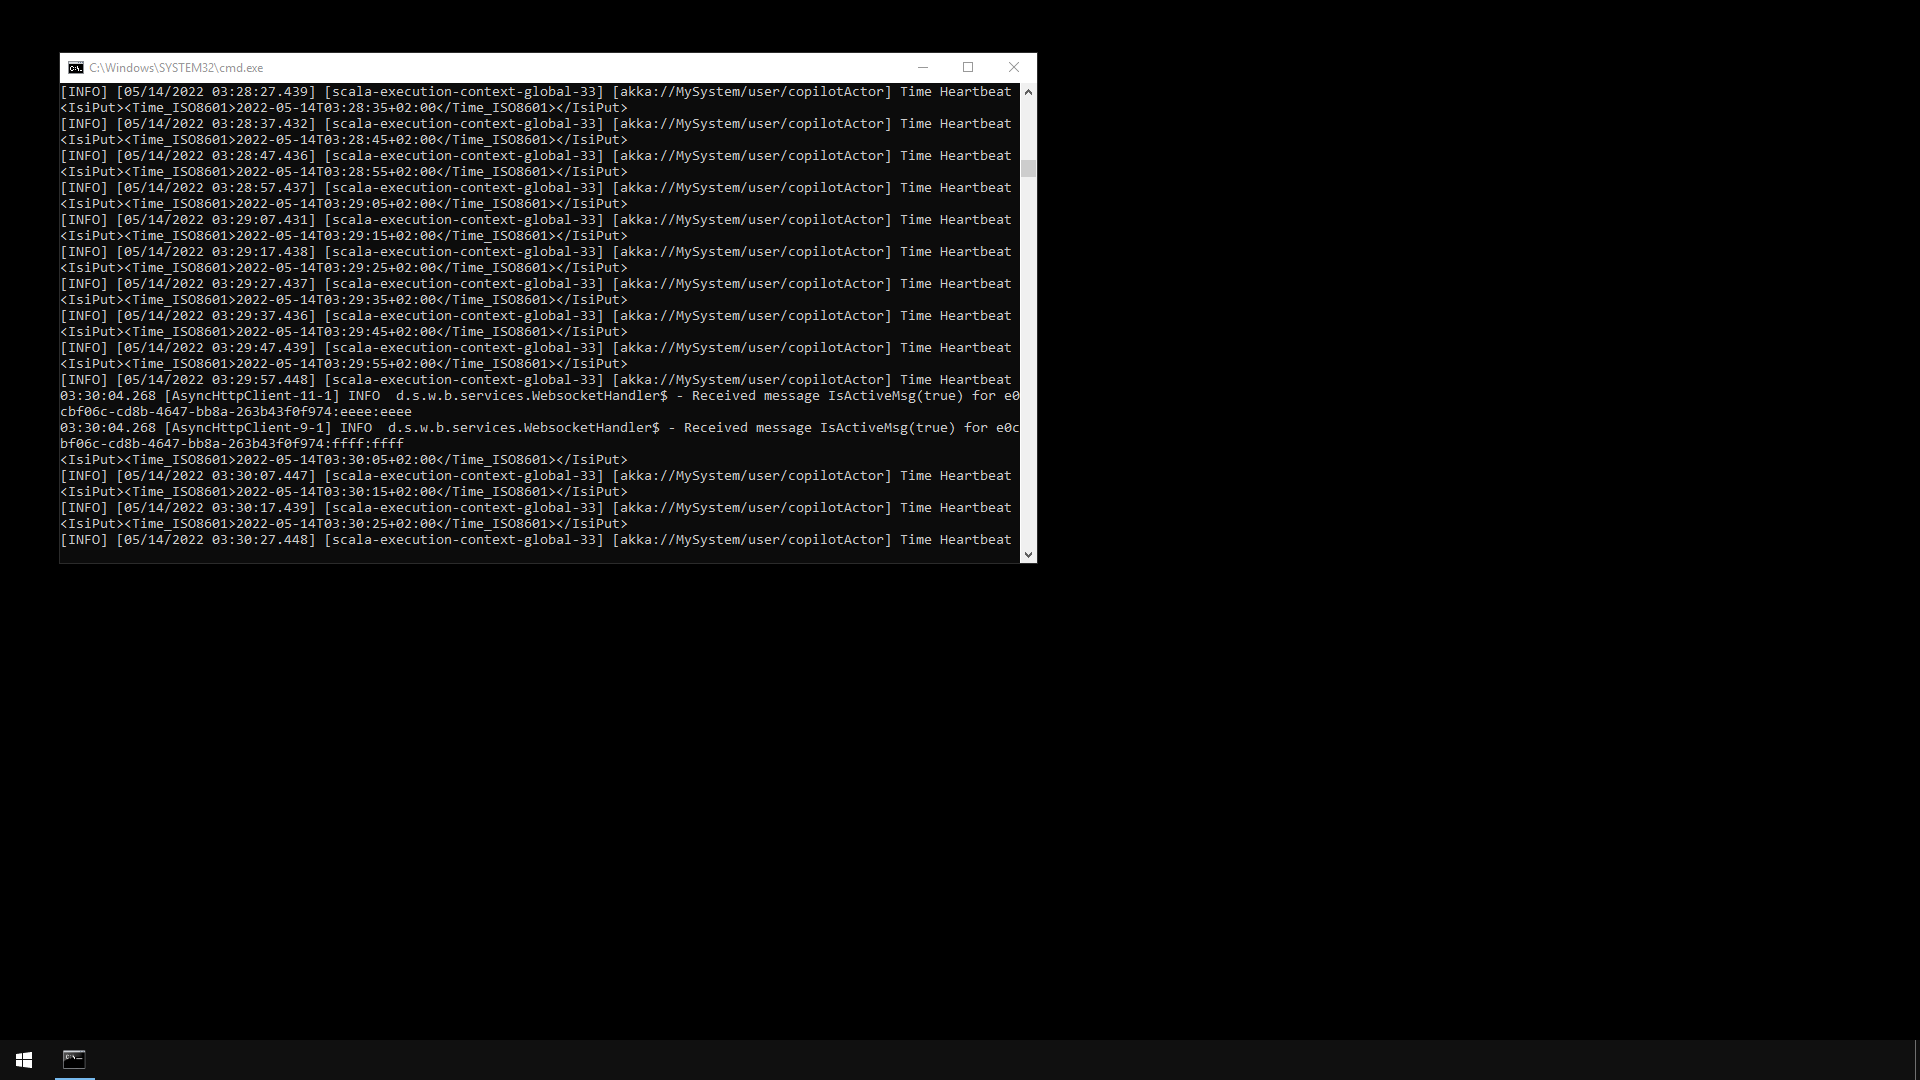 C:\Windows\SYSTEM32\cmd.exe
[INFO] [05/14/2022 03:28:27.439] [scala-execution-context-global-33] [akka://MySystem/user/copilotActor] Time Heartbeat
<IsiPut><Time_ISO8601>2022-05-14T03:28:35+02:00</Time_ISO8601></IsiPut>
[INFO] [05/14/2022 03:28:37.432] [scala-execution-context-global-33] [akka://MySystem/user/copilotActor] Time Heartbeat
<IsiPut><Time_ISO8601>2022-05-14T03:28:45+02:00</Time_ISO8601></IsiPut>
[INFO] [05/14/2022 03:28:47.436] [scala-execution-context-global-33] [akka://MySystem/user/copilotActor] Time Heartbeat
<IsiPut><Time_ISO8601>2022-05-14T03:28:55+02:00</Time_ISO8601></IsiPut>
[INFO] [05/14/2022 03:28:57.437] [scala-execution-context-global-33] [akka://MySystem/user/copilotActor] Time Heartbeat
<IsiPut><Time_ISO8601>2022-05-14T03:29:05+02:00</Time_ISO8601></IsiPut>
[INFO] [05/14/2022 03:29:07.431] [scala-execution-context-global-33] [akka://MySystem/user/copilotActor] Time Heartbeat
<IsiPut><Time_ISO8601>2022-05-14T03:29:15+02:00</Time_ISO8601></IsiPut>
[INFO] [05/14/2022 03:29:17.438] [scala-execution-context-global-33] [akka://MySystem/user/copilotActor] Time Heartbeat
<IsiPut><Time_ISO8601>2022-05-14T03:29:25+02:00</Time_ISO8601></IsiPut>
[INFO] [05/14/2022 03:29:27.437] [scala-execution-context-global-33] [akka://MySystem/user/copilotActor] Time Heartbeat
<IsiPut><Time_ISO8601>2022-05-14T03:29:35+02:00</Time_ISO8601></IsiPut>
[INFO] [05/14/2022 03:29:37.436] [scala-execution-context-global-33] [akka://MySystem/user/copilotActor] Time Heartbeat
<IsiPut><Time_ISO8601>2022-05-14T03:29:45+02:00</Time_ISO8601></IsiPut>
[INFO] [05/14/2022 03:29:47.439] [scala-execution-context-global-33] [akka://MySystem/user/copilotActor] Time Heartbeat
<IsiPut><Time_ISO8601>2022-05-14T03:29:55+02:00</Time_ISO8601></IsiPut>
[INFO] [05/14/2022 03:29:57.448] [scala-execution-context-global-33] [akka://MySystem/user/copilotActor] Time Heartbeat
03:30:04.268 [AsyncHttpClient-11-1] INFO  d.s.w.b.services.WebsocketHandler$ - Received message IsActiveMsg(true) for e0
cbf06c-cd8b-4647-bb8a-263b43f0f974:eeee:eeee
03:30:04.268 [AsyncHttpClient-9-1] INFO  d.s.w.b.services.WebsocketHandler$ - Received message IsActiveMsg(true) for e0c
bf06c-cd8b-4647-bb8a-263b43f0f974:ffff:ffff
<IsiPut><Time_ISO8601>2022-05-14T03:30:05+02:00</Time_ISO8601></IsiPut>
[INFO] [05/14/2022 03:30:07.447] [scala-execution-context-global-33] [akka://MySystem/user/copilotActor] Time Heartbeat
<IsiPut><Time_ISO8601>2022-05-14T03:30:15+02:00</Time_ISO8601></IsiPut>
[INFO] [05/14/2022 03:30:17.439] [scala-execution-context-global-33] [akka://MySystem/user/copilotActor] Time Heartbeat
<IsiPut><Time_ISO8601>2022-05-14T03:30:25+02:00</Time_ISO8601></IsiPut>
[INFO] [05/14/2022 03:30:27.448] [scala-execution-context-global-33] [akka://MySystem/user/copilotActor] Time Heartbeat